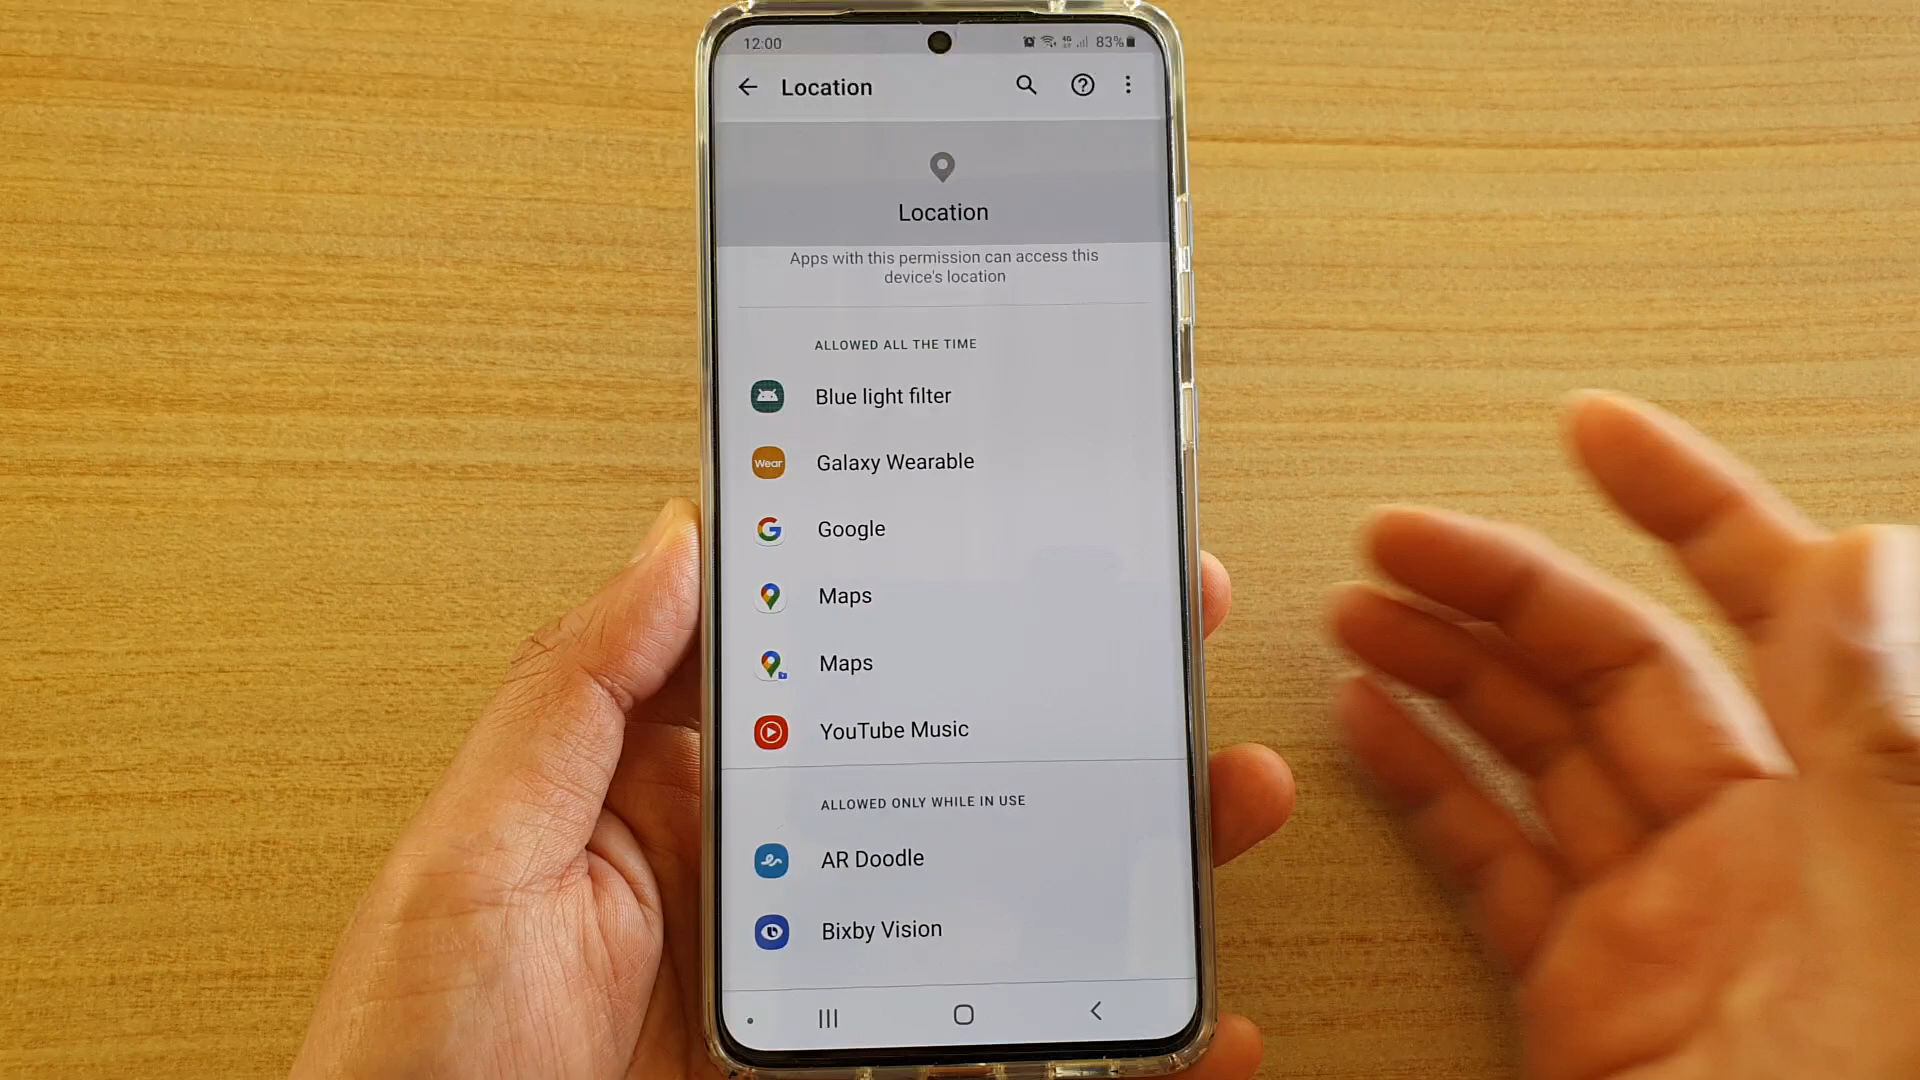 12:00
4G
83%
Location
Location
Apps with this permission can access this
device's location
ALLOWED ALL THE TIME
Blue light filter
Wear
Galaxy Wearable
Google
Maps
Maps
YouTube Music
ALLOWED ONLY WHILE IN USE
AR Doodle
Bixby Vision